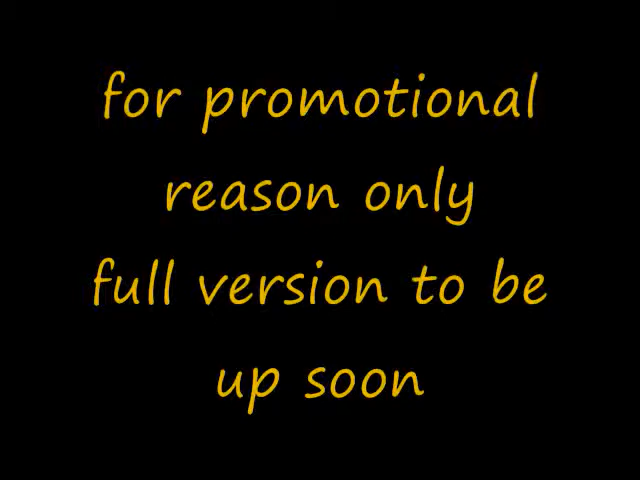 for promotional
reason only
full version to be
up soon